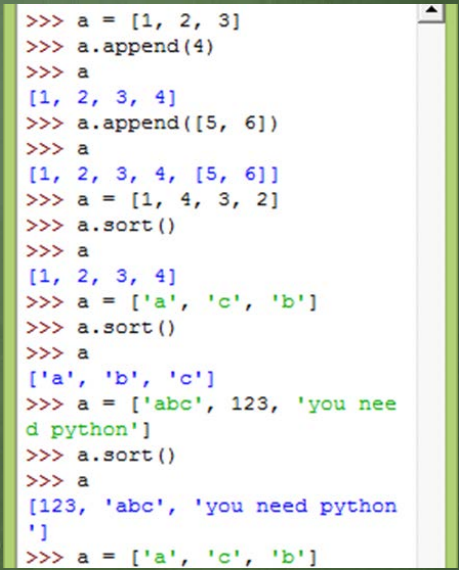 >>> a = [1, 2, 3]
>>> a.append(4)
>>> a
[1, 2, 3, 4]
>>> a.append([5, 6])
>>> a
[1, 2, 3, 4, [5, 6]]
>>> a = [1, 4, 3, 2]
>>> a.sort()
>>> a
[1, 2, 3, 4]
>>> a = ['a', 'c', 'b']
>>> a.sort()
>>> a
['a', 'b', 'c']
>>> a = ['abc', 123, 'you nee
d python']
>>> a.sort()
>>> a
[123, 'abc', 'you need python
']
>>> a = ['a', 'c', 'b']